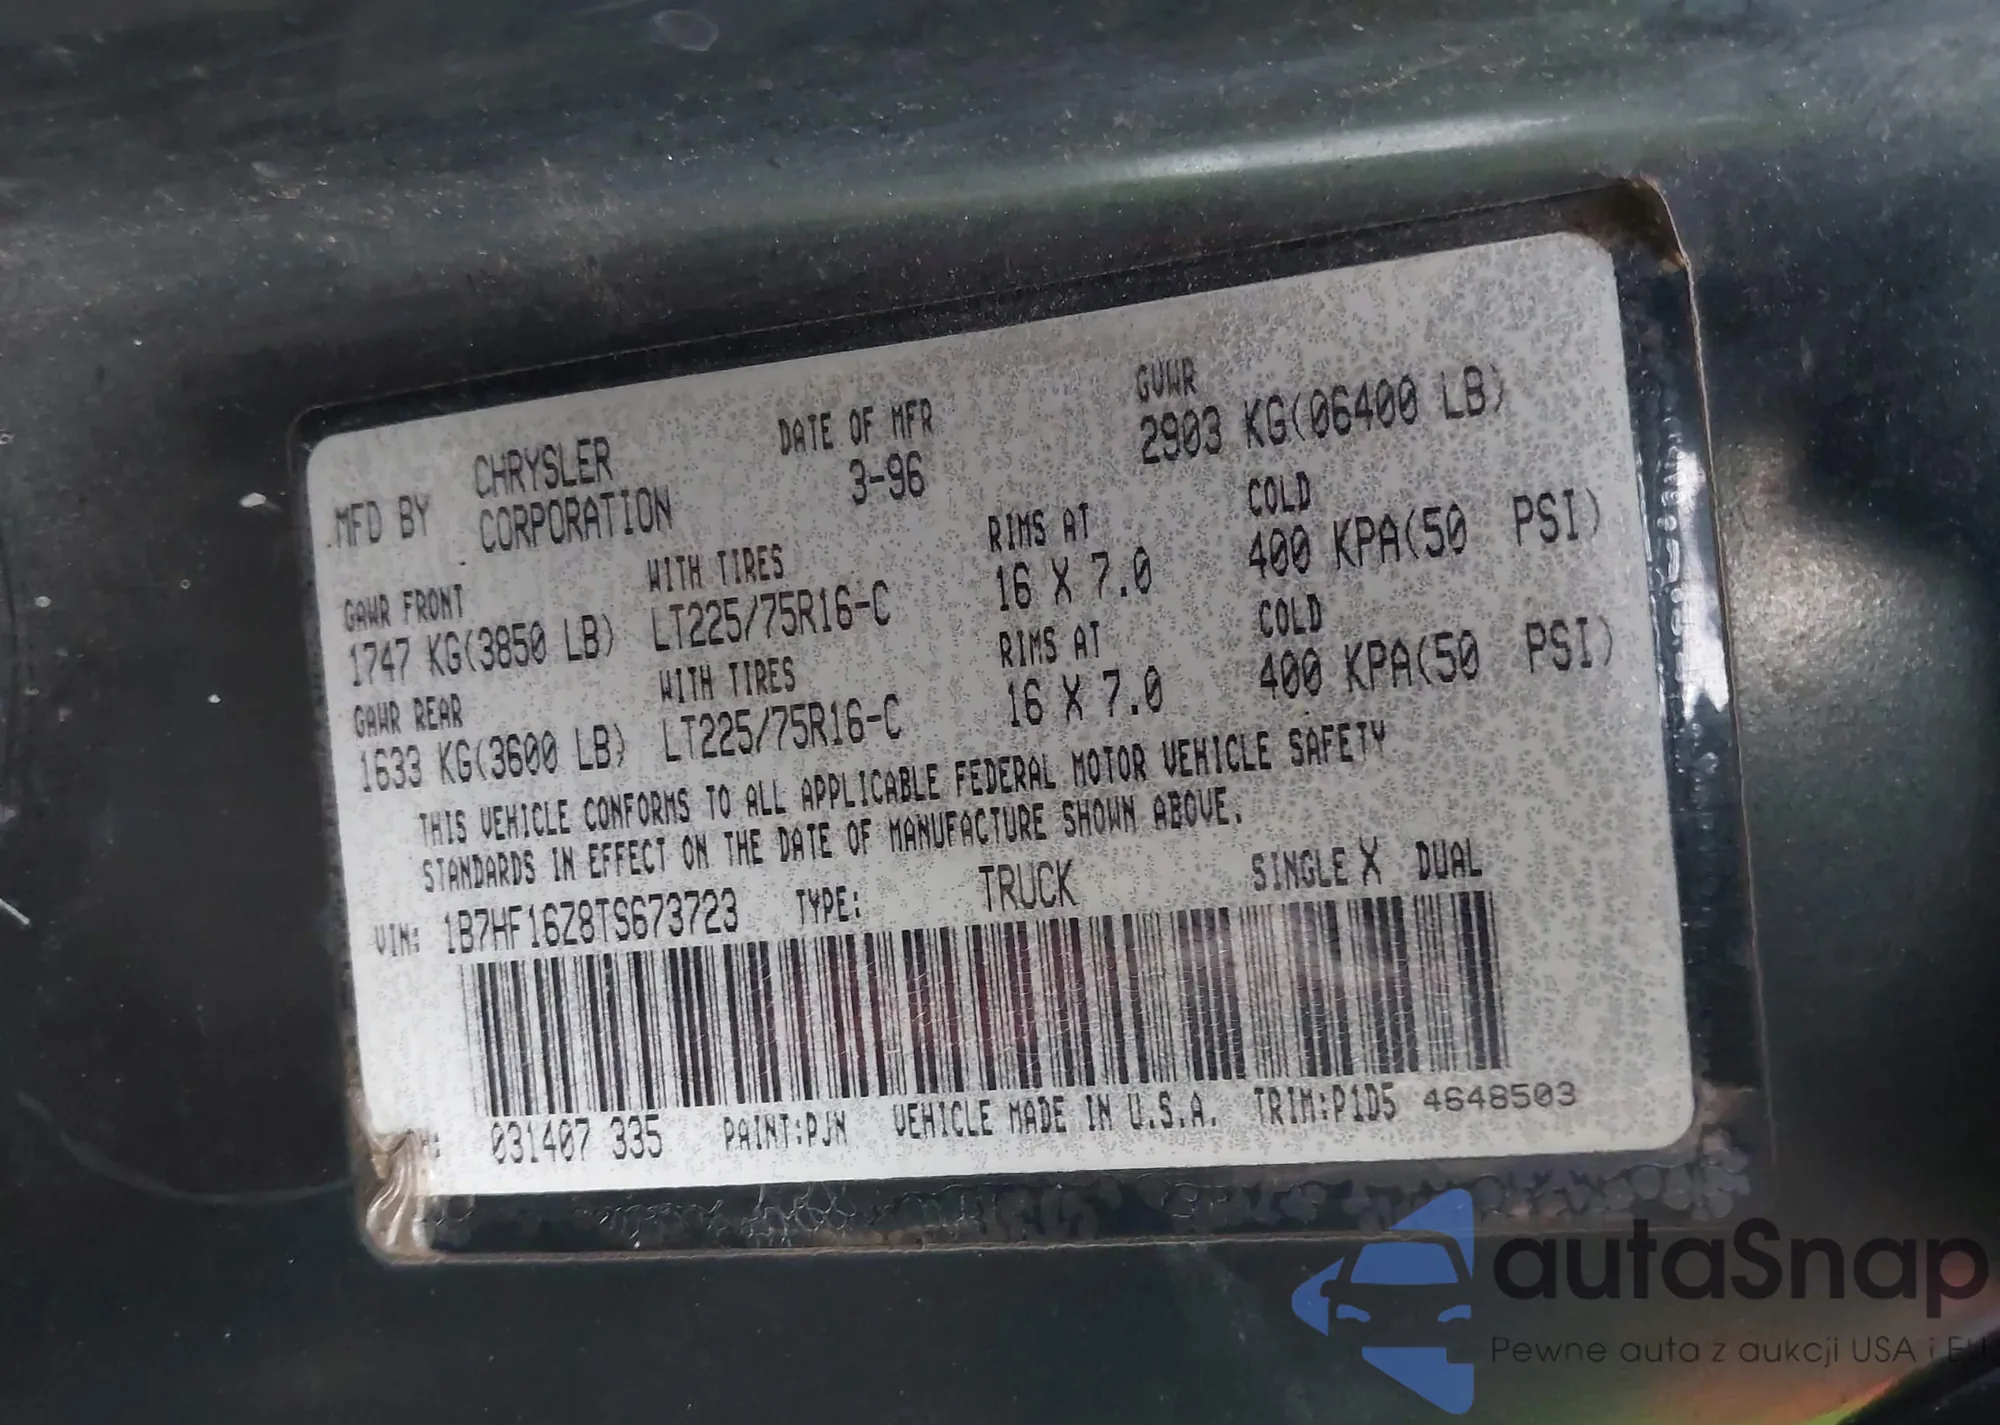 MFD BY CHRYSLER CORPORATION DATE OF MFR 3-96 GVWR 2903 KG(06400 LB)
GAWR FRONT WITH TIRES RIMS AT COLD
1747 KG(3850 LB) LT225/75R16-C 16 X 7.0 400 KPA(50 PSI)
GAWR REAR WITH TIRES RIMS AT COLD
1633 KG(3600 LB) LT225/75R16-C 16 X 7.0 400 KPA(50 PSI)
THIS VEHICLE CONFORMS TO ALL APPLICABLE FEDERAL MOTOR VEHICLE SAFETY
STANDARDS IN EFFECT ON THE DATE OF MANUFACTURE SHOWN ABOVE.
VIN: 1B7HF16Z8TS673723 TYPE: TRUCK SINGLE X DUAL
031407 335 PAINT:PJN VEHICLE MADE IN U.S.A. TRIM:P1D5 4648503
autaSnap
Pewne auta z aukcji USA i EU